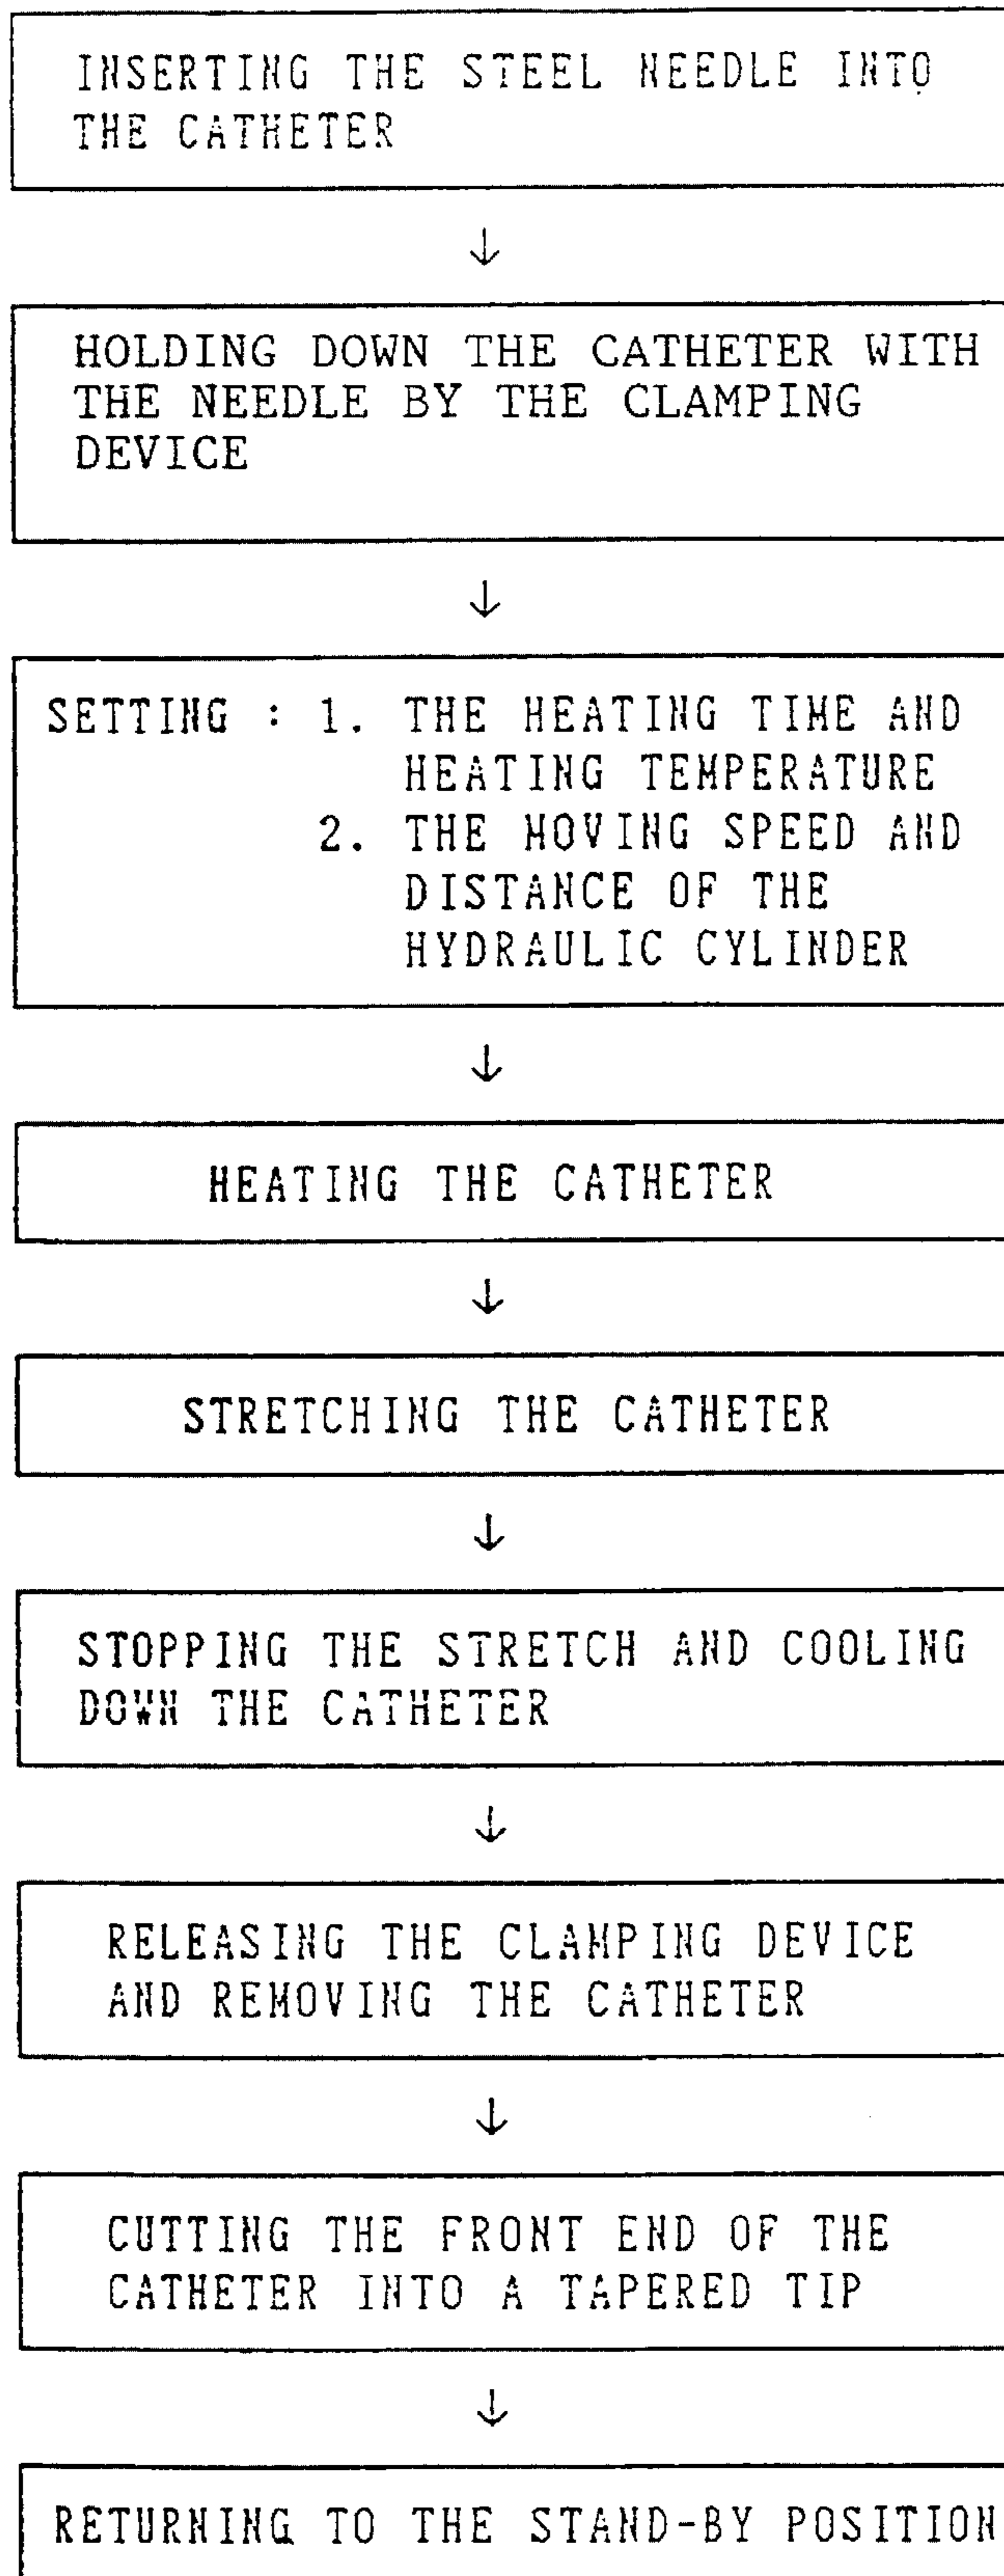 INSERTING THE STEEL NEEDLE INTO
THE CATHETER
↓
HOLDING DOWN THE CATHETER WITH
THE NEEDLE BY THE CLAMPING
DEVICE
↓
SETTING : 1. THE HEATING TIME AND
HEATING TEMPERATURE
2. THE MOVING SPEED AND
DISTANCE OF THE
HYDRAULIC CYLINDER
↓
HEATING THE CATHETER
↓
STRETCHING THE CATHETER
↓
STOPPING THE STRETCH AND COOLING
DOWN THE CATHETER
↓
RELEASING THE CLAMPING DEVICE
AND REMOVING THE CATHETER
↓
CUTTING THE FRONT END OF THE
CATHETER INTO A TAPERED TIP
↓
RETURNING TO THE STAND-BY POSITION